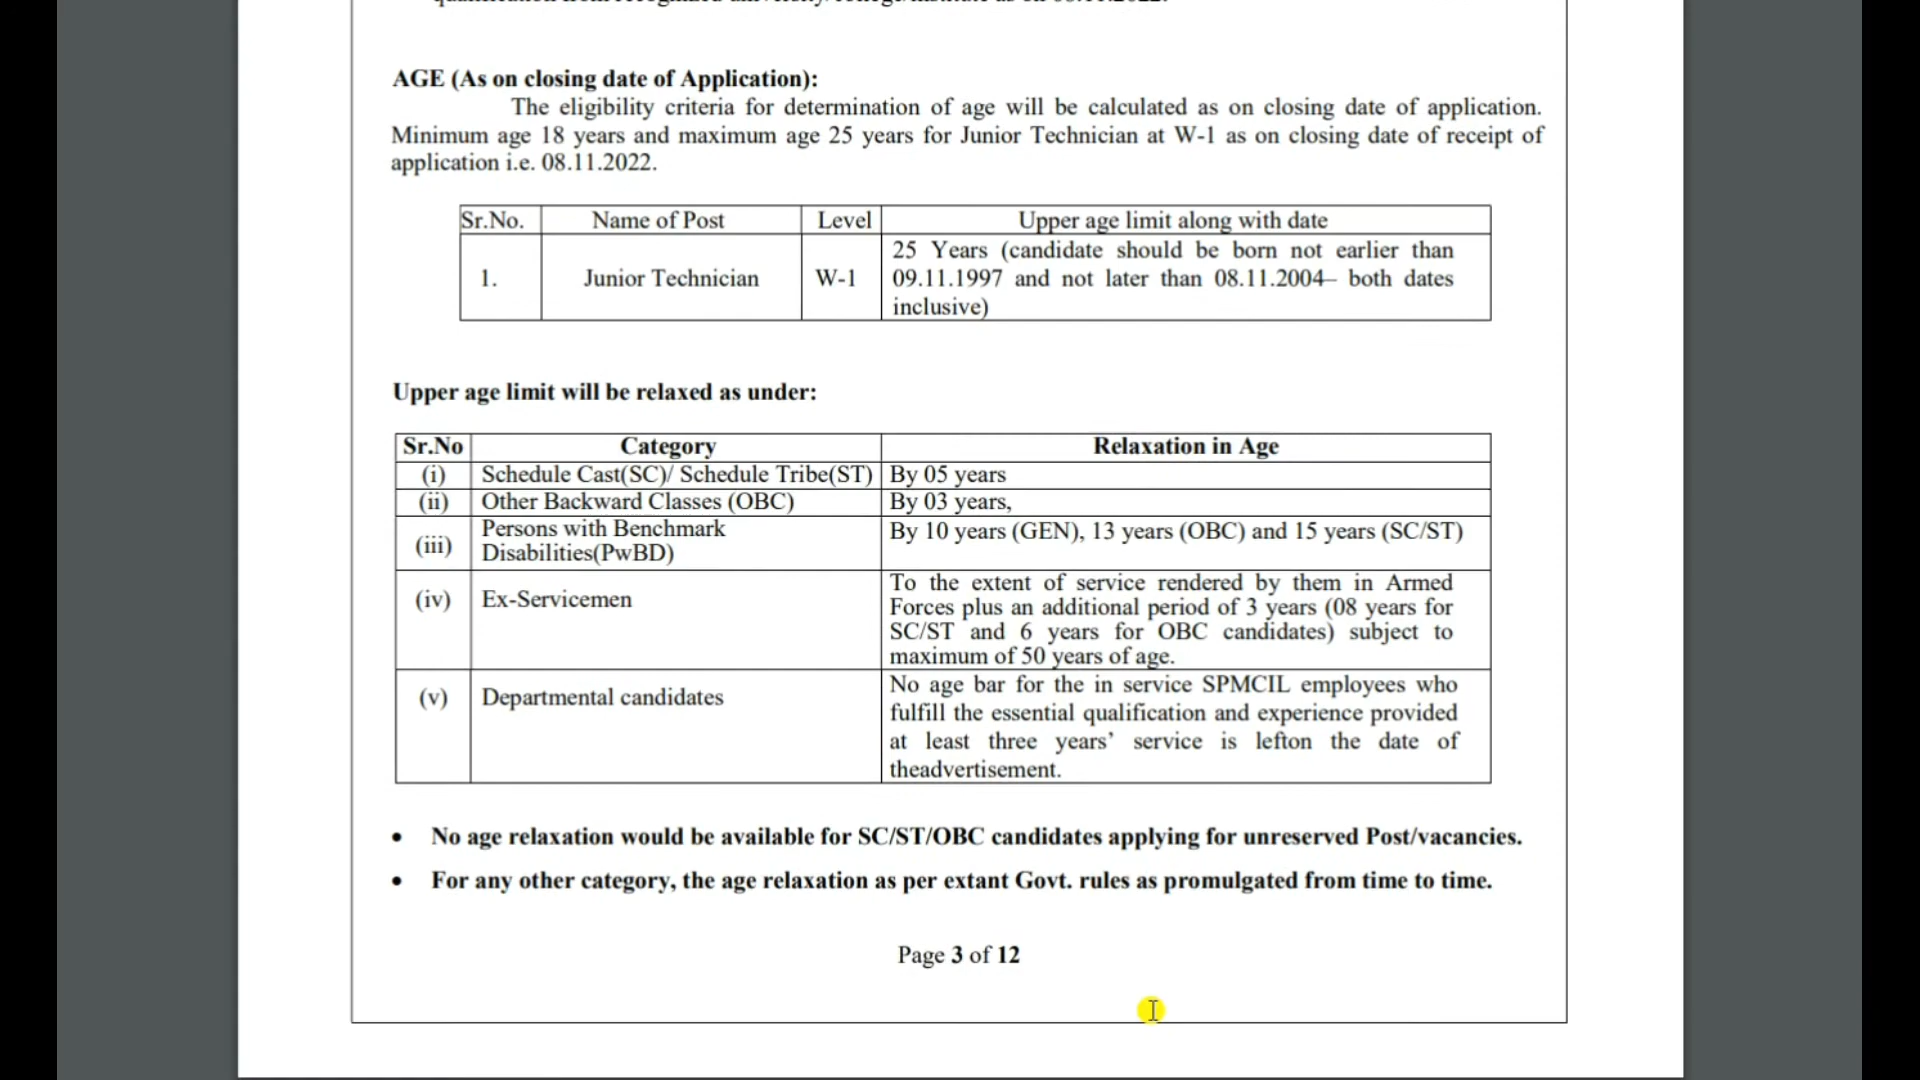 AGE (As on closing date of Application):
The eligibility criteria for determination of age will be calculated as on closing date of application.
Minimum age 18 years and maximum age 25 years for Junior Technician at W-1 as on closing date of receipt of
application i.e. 08.11.2022.
Sr.No. Name of Post Level Upper age limit along with date
1. Junior Technician W-1 25 Years (candidate should be born not earlier than
09.11.1997 and not later than 08.11.2004– both dates
inclusive)
Upper age limit will be relaxed as under:
Sr.No Category Relaxation in Age
(i) Schedule Cast(SC)/ Schedule Tribe(ST) By 05 years
(ii) Other Backward Classes (OBC) By 03 years,
(iii) Persons with Benchmark
Disabilities(PwBD) By 10 years (GEN), 13 years (OBC) and 15 years (SC/ST)
(iv) Ex-Servicemen To the extent of service rendered by them in Armed
Forces plus an additional period of 3 years (08 years for
SC/ST and 6 years for OBC candidates) subject to
maximum of 50 years of age.
(v) Departmental candidates No age bar for the in service SPMCIL employees who
fulfill the essential qualification and experience provided
at least three years’ service is lefton the date of
theadvertisement.
• No age relaxation would be available for SC/ST/OBC candidates applying for unreserved Post/vacancies.
• For any other category, the age relaxation as per extant Govt. rules as promulgated from time to time.
Page 3 of 12